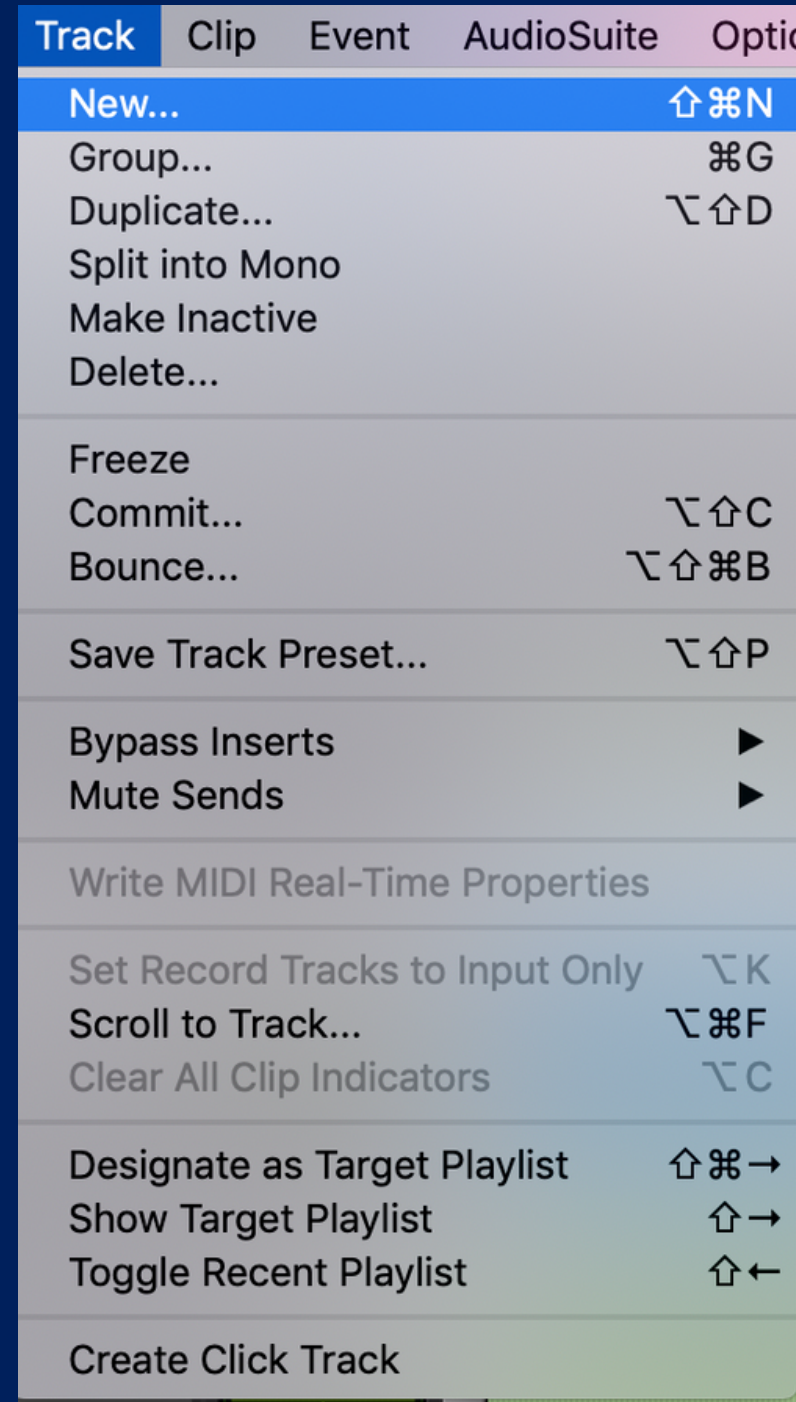 Track Clip Event AudioSuite Optio
New... ⇧⌘N
Group... ⌘G
Duplicate... ⌥⇧D
Split into Mono
Make Inactive
Delete...
Freeze
Commit... ⌥⇧C
Bounce... ⌥⇧⌘B
Save Track Preset... ⌥⇧P
Bypass Inserts ▶
Mute Sends ▶
Write MIDI Real-Time Properties
Set Record Tracks to Input Only ⌥K
Scroll to Track... ⌥⌘F
Clear All Clip Indicators ⌥C
Designate as Target Playlist ⇧⌘→
Show Target Playlist ⇧→
Toggle Recent Playlist ⇧←
Create Click Track